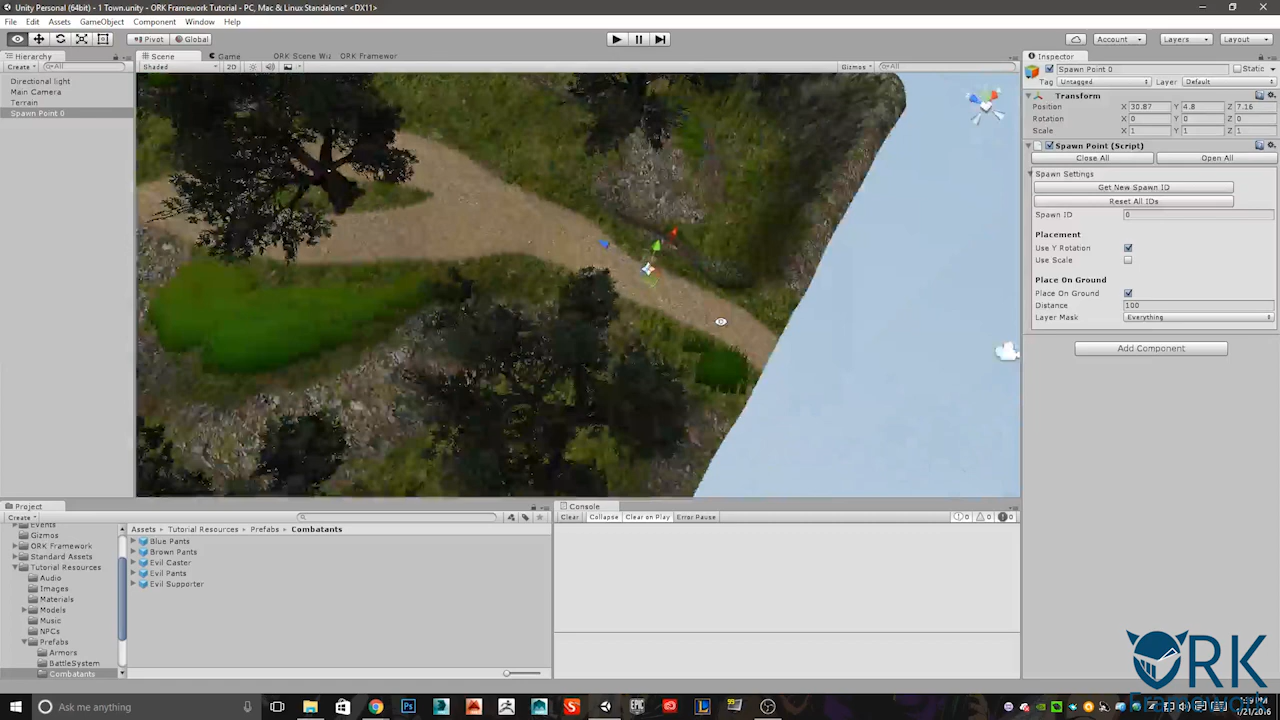 Unity Personal (64bit) - 1 Town.unity - ORK Framework Tutorial - PC, Mac & Linux Standalone* <DX11>
File Edit Assets GameObject Component Window Help
Pivot Global Account Layers Layout
Hierarchy Scene Game ORK Scene Wiz ORK Framewor Inspector
Create All Shaded 2D Gizmos All
Spawn Point 0 Static
Tag Untagged Layer Default
Directional light
Main Camera
Terrain
Spawn Point 0
Transform
Position X 30.87 Y 4.8 Z 7.16
Rotation X 0 Y 0 Z 0
Scale X 1 Y 1 Z 1
Spawn Point (Script)
Close All Open All
Spawn Settings
Get New Spawn ID
Reset All IDs
Spawn ID 0
Placement
Use Y Rotation
Use Scale
Place On Ground
Place On Ground
Distance 100
Layer Mask Everything
Add Component
Project
Create
Events
Gizmos
ORK Framework
Standard Assets
Tutorial Resources
Audio
Images
Materials
Models
Music
NPCs
Prefabs
Armors
BattleSystem
Combatants
Assets Tutorial Resources Prefabs Combatants
Blue Pants
Brown Pants
Evil Caster
Evil Pants
Evil Supporter
Console
Clear Collapse Clear on Play Error Pause 0 0 0
ORK
Framework
Ask me anything
7/21/2016